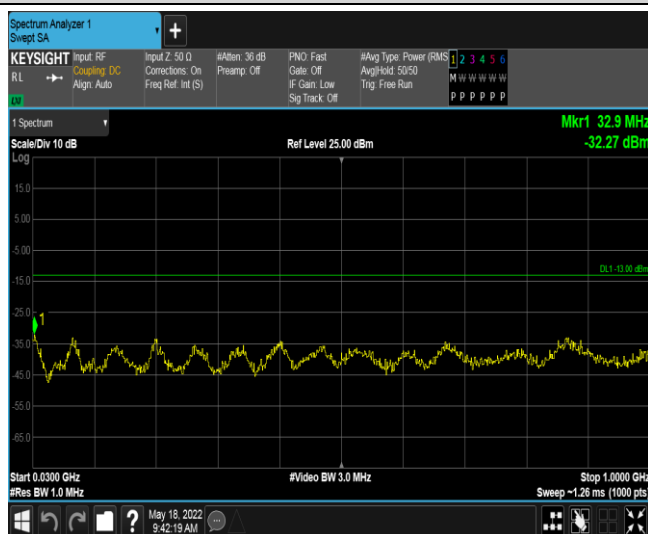 Spectrum Analyzer 1
Swept SA
KEYSIGHT
RL
Input: RF
Coupling: DC
Align: Auto
Input Z: 50 Ω
Corrections: On
Freq Ref: Int (S)
#Atten: 36 dB
Preamp: Off
PNO: Fast
Gate: Off
IF Gain: Low
Sig Track: Off
#Avg Type: Power (RMS
Avg|Hold: 50/50
Trig: Free Run
1 2 3 4 5 6
M W W W W W
P P P P P P
1 Spectrum
Scale/Div 10 dB
Ref Level 25.00 dBm
Mkr1 32.9 MHz
-32.27 dBm
Log
15.0
5.00
-5.00
DL1 -13.00 dBm
-15.0
-25.0
1
-35.0
-45.0
-55.0
-65.0
Start 0.0300 GHz
#Video BW 3.0 MHz
Stop 1.0000 GHz
#Res BW 1.0 MHz
Sweep ~1.26 ms (1000 pts)
?
May 18, 2022
9:42:19 AM